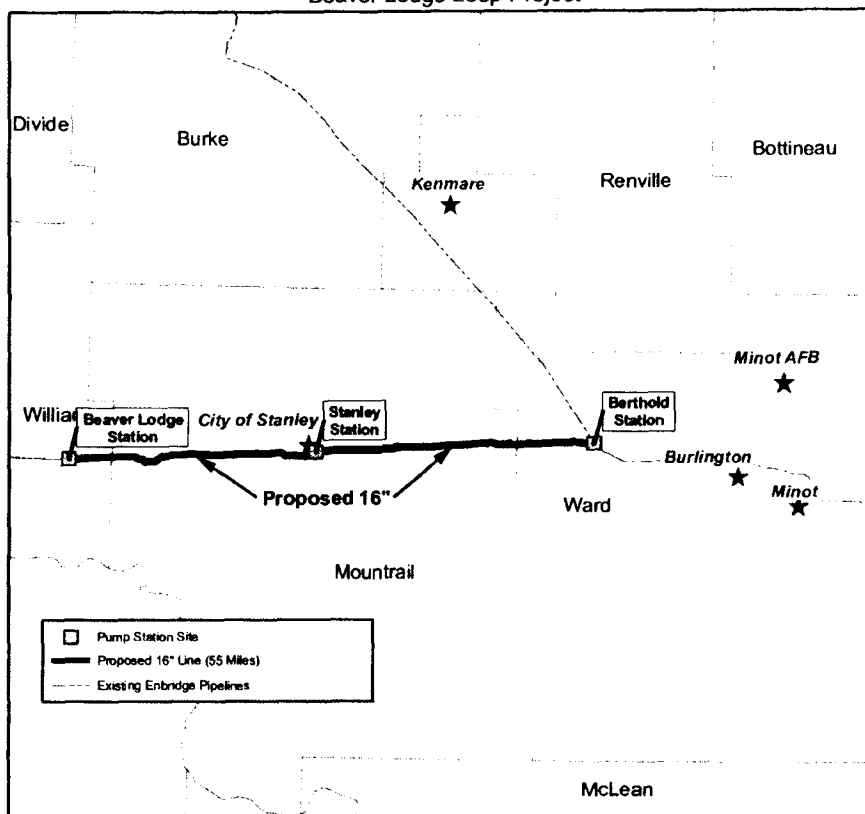 Beaver Lodge Loop Project
Divide
Burke
Bottineau
Renville
Kenmare
Minot AFB
Berthold
Station
Stanley
Station
City of Stanley
Beaver Lodge
Station
Burlington
Proposed 16"
Minot
Ward
Mountrail
Pump Station Site
Proposed 16" Line (55 Miles)
Existing Enbridge Pipelines
McLean